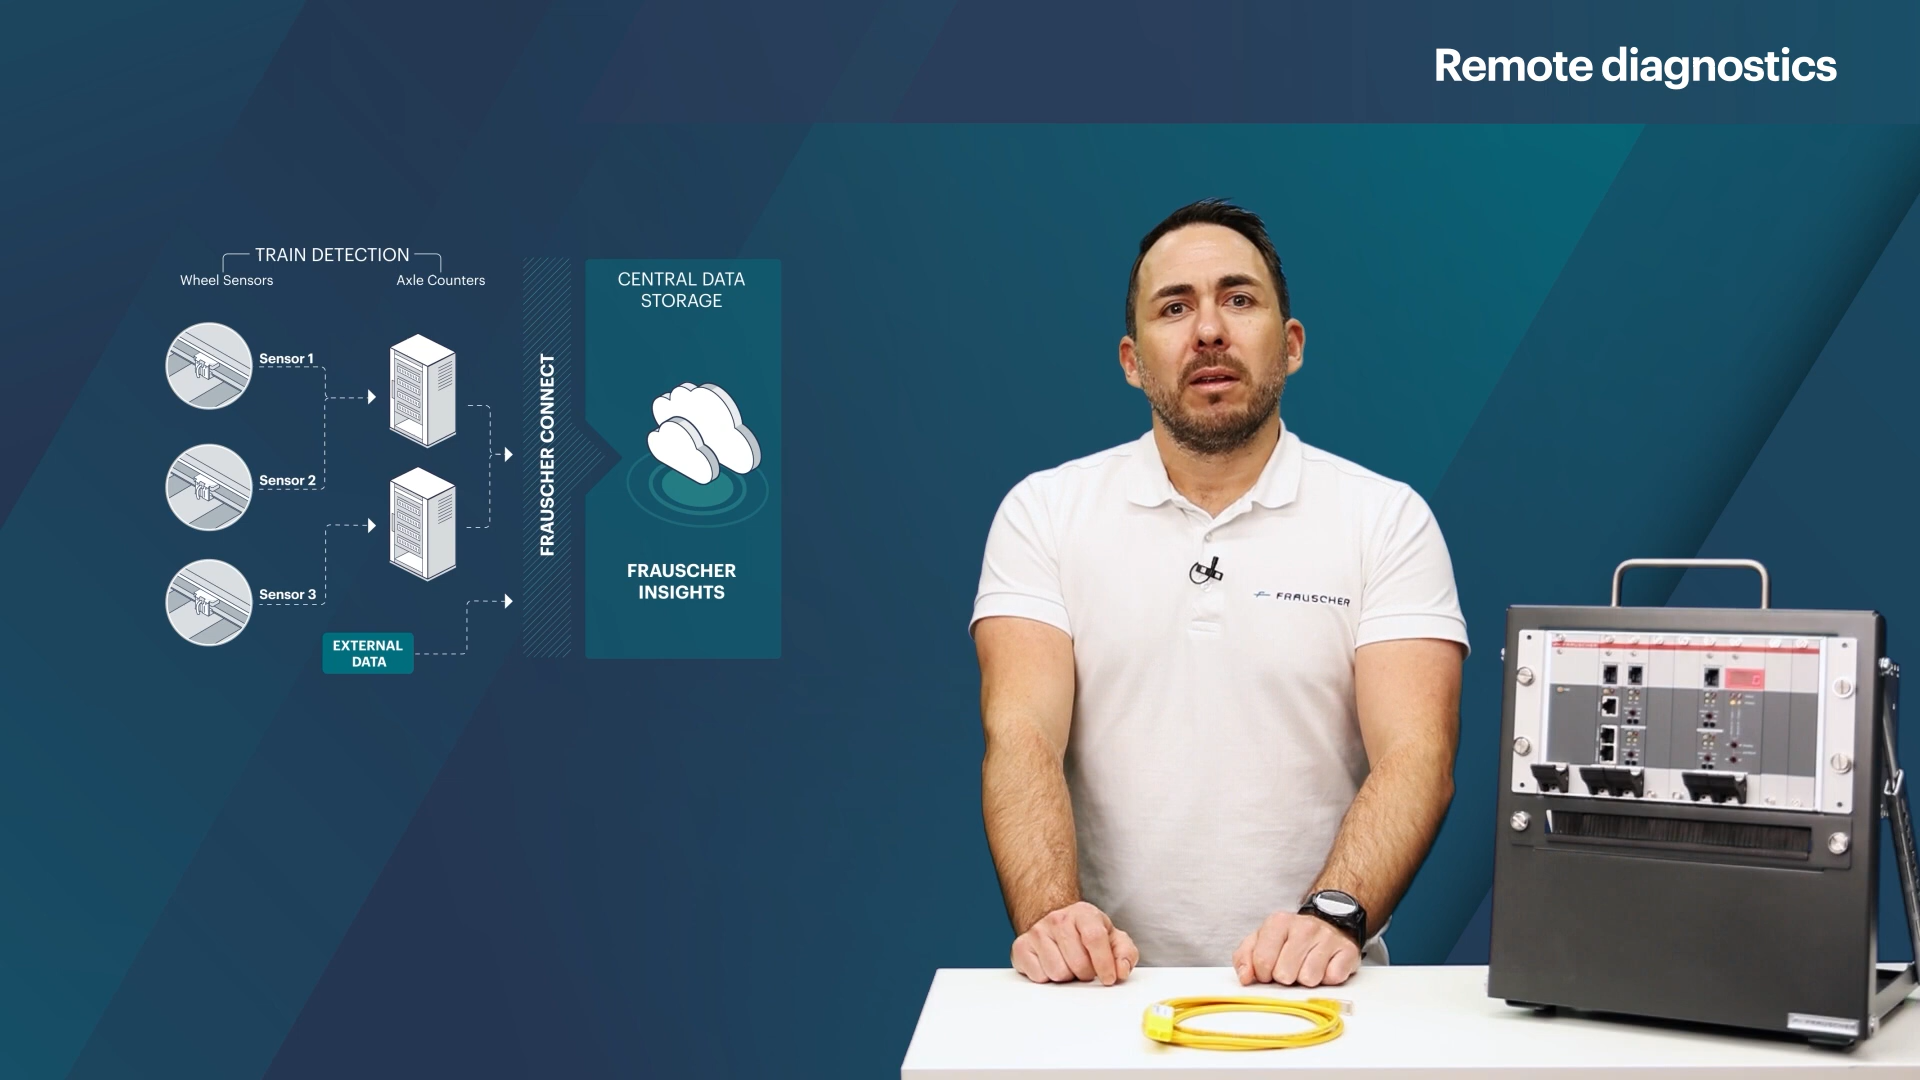 Remote diagnostics
TRAIN DETECTION
Wheel Sensors
Axle Counters
Sensor 1
Sensor 2
Sensor 3
EXTERNAL
DATA
FRAUSCHER CONNECT
CENTRAL DATA
STORAGE
FRAUSCHER
INSIGHTS
FRAUSCHER
FRAUSCHER